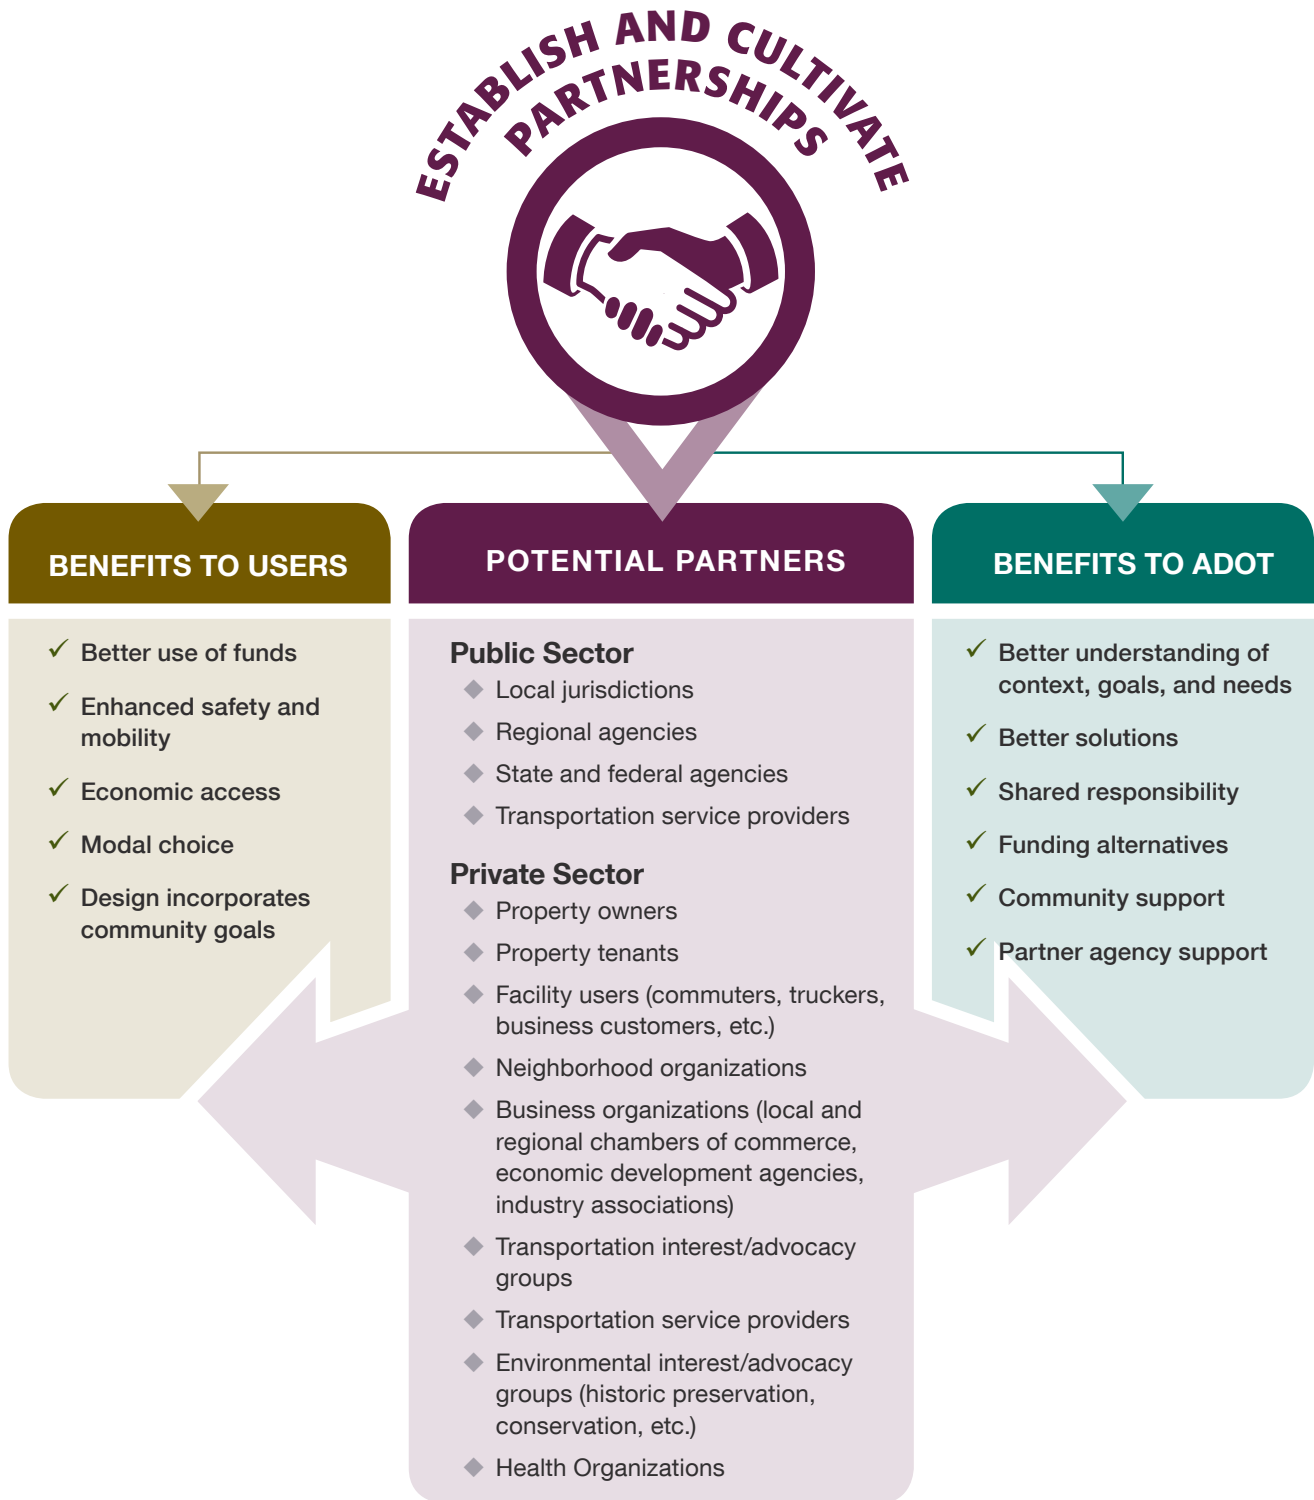 ESTABLISH AND CULTIVATE
PARTNERSHIPS
BENEFITS TO USERS
Better use of funds
Enhanced safety and
mobility
Economic access
Modal choice
Design incorporates
community goals
POTENTIAL PARTNERS
Public Sector
Local jurisdictions
Regional agencies
State and federal agencies
Transportation service providers
Private Sector
Property owners
Property tenants
Facility users (commuters, truckers,
business customers, etc.)
Neighborhood organizations
Business organizations (local and
regional chambers of commerce,
economic development agencies,
industry associations)
Transportation interest/advocacy
groups
Transportation service providers
Environmental interest/advocacy
groups (historic preservation,
conservation, etc.)
Health Organizations
BENEFITS TO ADOT
Better understanding of
context, goals, and needs
Better solutions
Shared responsibility
Funding alternatives
Community support
Partner agency support